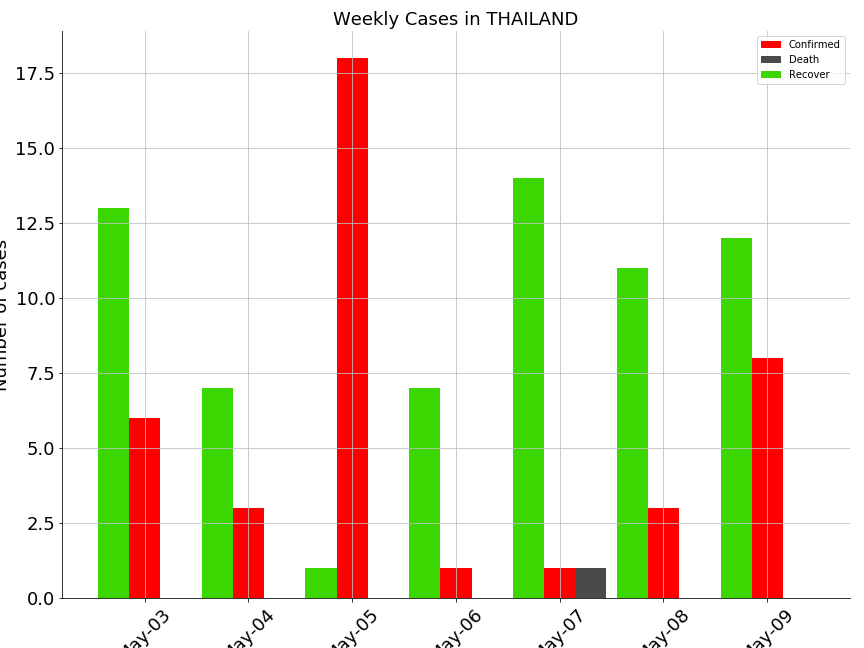 Weekly Cases in THAILAND
Confirmed
Death
Recover
Number of cases
17.5
15.0
12.5
10.0
7.5
5.0
2.5
0.0
May-03
May-04
May-05
May-06
May-07
May-08
May-09